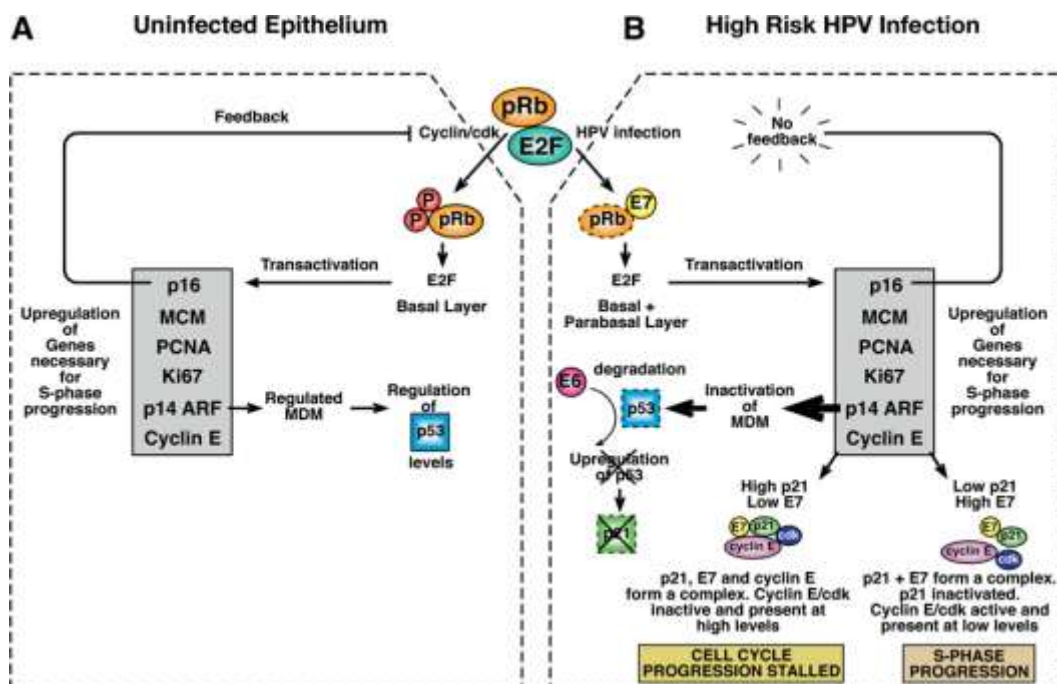 A
Uninfected Epithelium
Feedback
Cyclin/cdk
pRb
E2F
P
P
pRb
E2F
Basal Layer
Transactivation
Upregulation
of
Genes
necessary
for
S-phase
progression
p16
MCM
PCNA
Ki67
p14 ARF
Cyclin E
Regulated
MDM
Regulation
of
p53
levels
B
High Risk HPV Infection
HPV infection
No
feedback
pRb
E7
E2F
Basal +
Parabasal Layer
Transactivation
p16
MCM
PCNA
Ki67
p14 ARF
Cyclin E
Upregulation
of
Genes
necessary
for
S-phase
progression
E6
degradation
p53
Inactivation
of
MDM
Upregulation
of p53
p21
High p21
Low E7
E7
p21
cyclin E
cdk
p21, E7 and cyclin E
form a complex. Cyclin E/cdk
inactive and present at
high levels
CELL CYCLE
PROGRESSION STALLED
Low p21
High E7
E7
p21
cyclin E
cdk
p21 + E7 form a complex.
p21 inactivated.
Cyclin E/cdk active and
present at low levels
S-PHASE
PROGRESSION